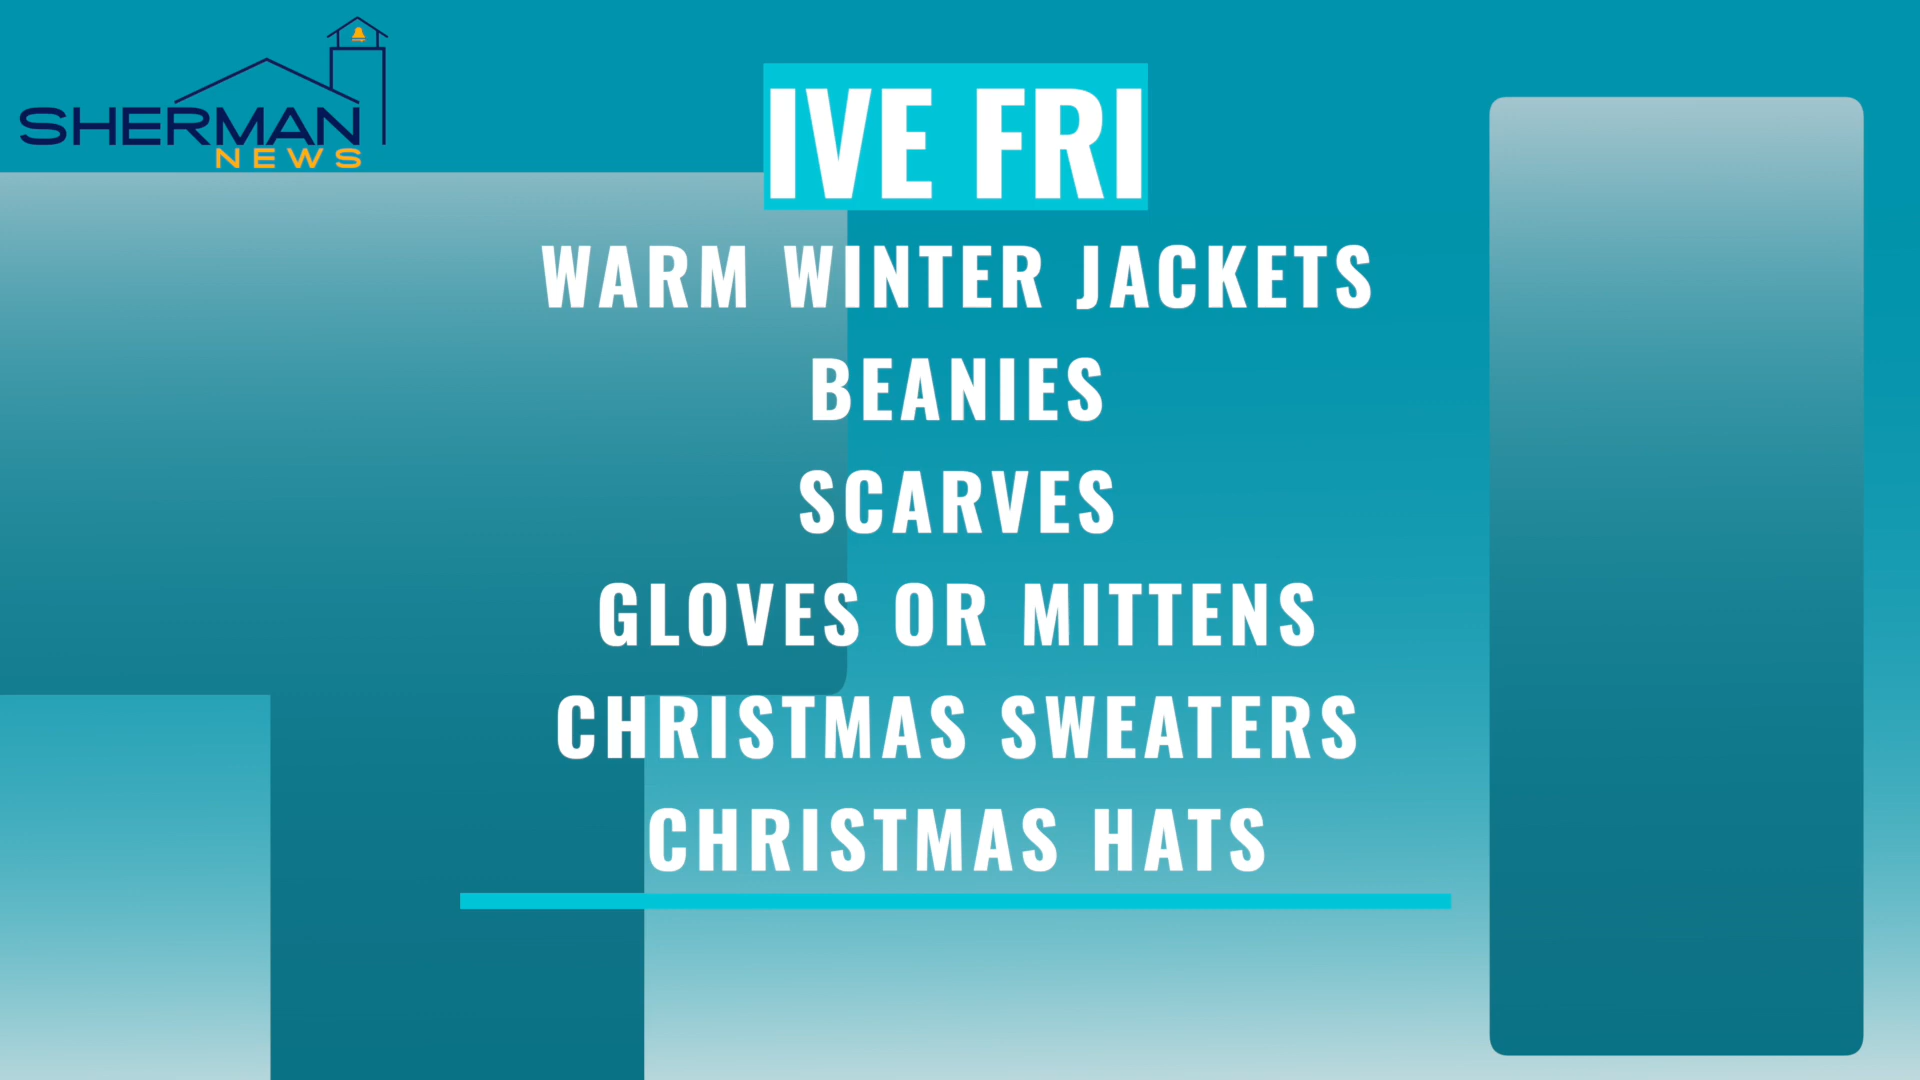 SHERMAN
NEWS
IVE FRI
WARM WINTER JACKETS
BEANIES
SCARVES
GLOVES OR MITTENS
CHRISTMAS SWEATERS
CHRISTMAS HATS